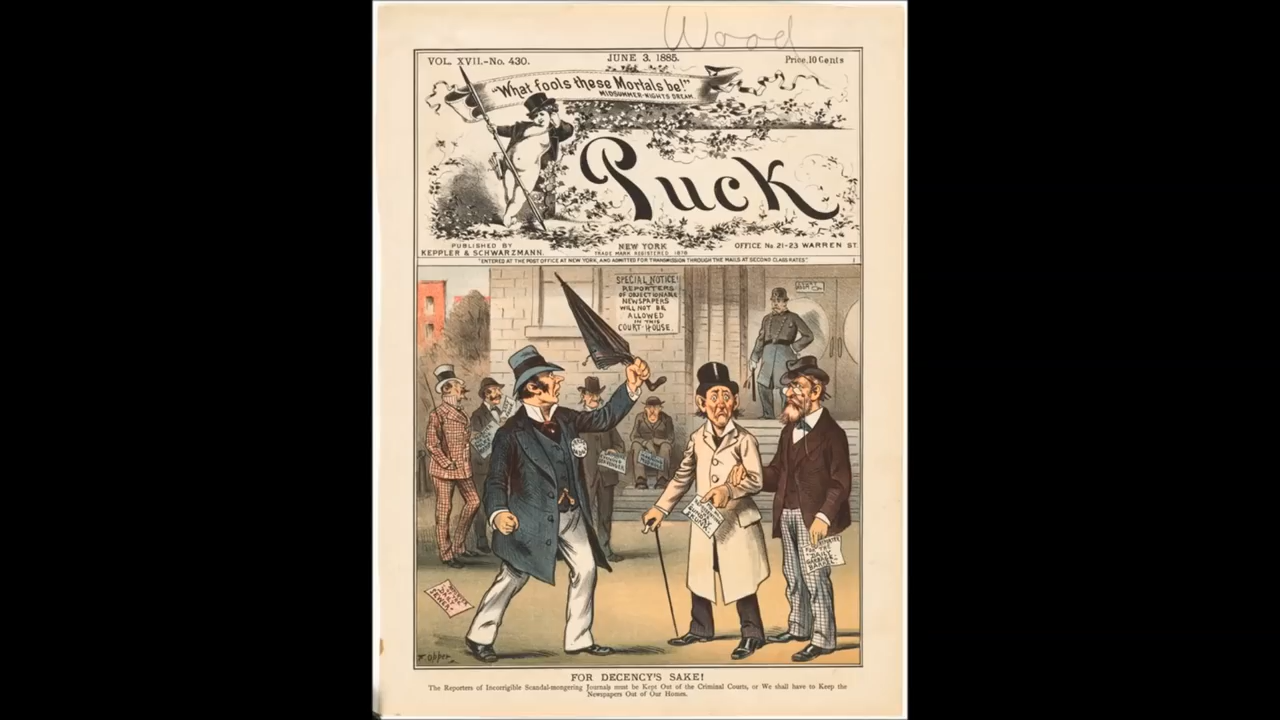 Wood
VOL. XVII.-No. 430.
JUNE 3, 1885.
Price, 10 Cents
"What fools these Mortals be!"
MIDSUMMER-NIGHTS DREAM.
Puck
PUBLISHED BY
KEPPLER & SCHWARZMANN.
NEW YORK
TRADE MARK REGISTERED 1878
OFFICE No 21-23 WARREN ST.
"ENTERED AT THE POST OFFICE AT NEW YORK, AND ADMITTED FOR TRANSMISSION THROUGH THE MAILS AT SECOND CLASS RATES."
SPECIAL NOTICE!
REPORTERS
OF OBJECTIONABLE
NEWSPAPERS
WILL NOT BE
ALLOWED
IN THIS
COURT-HOUSE.
SUNDAY
DAILY
F. Opper
FOR DECENCY'S SAKE!
The Reporters of Incorrigible Scandal-mongering Journals must be Kept Out of the Criminal Courts, or We shall have to Keep the
Newspapers Out of Our Homes.